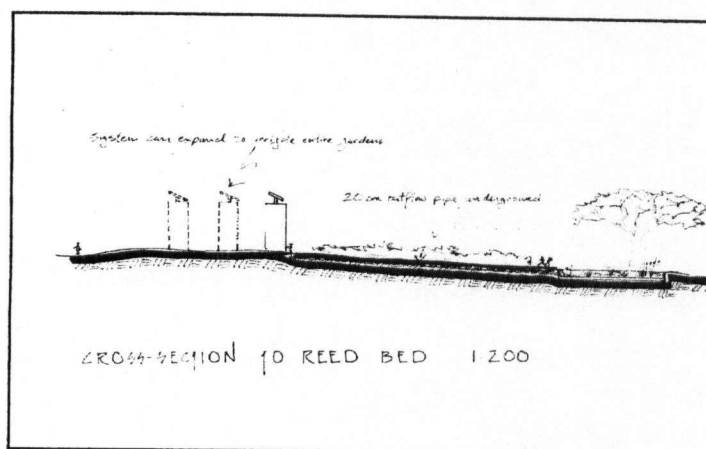 System can expand to irrigate entire gardens
20 cm outflow pipe underground
CROSS-SECTION TO REED BED 1:200